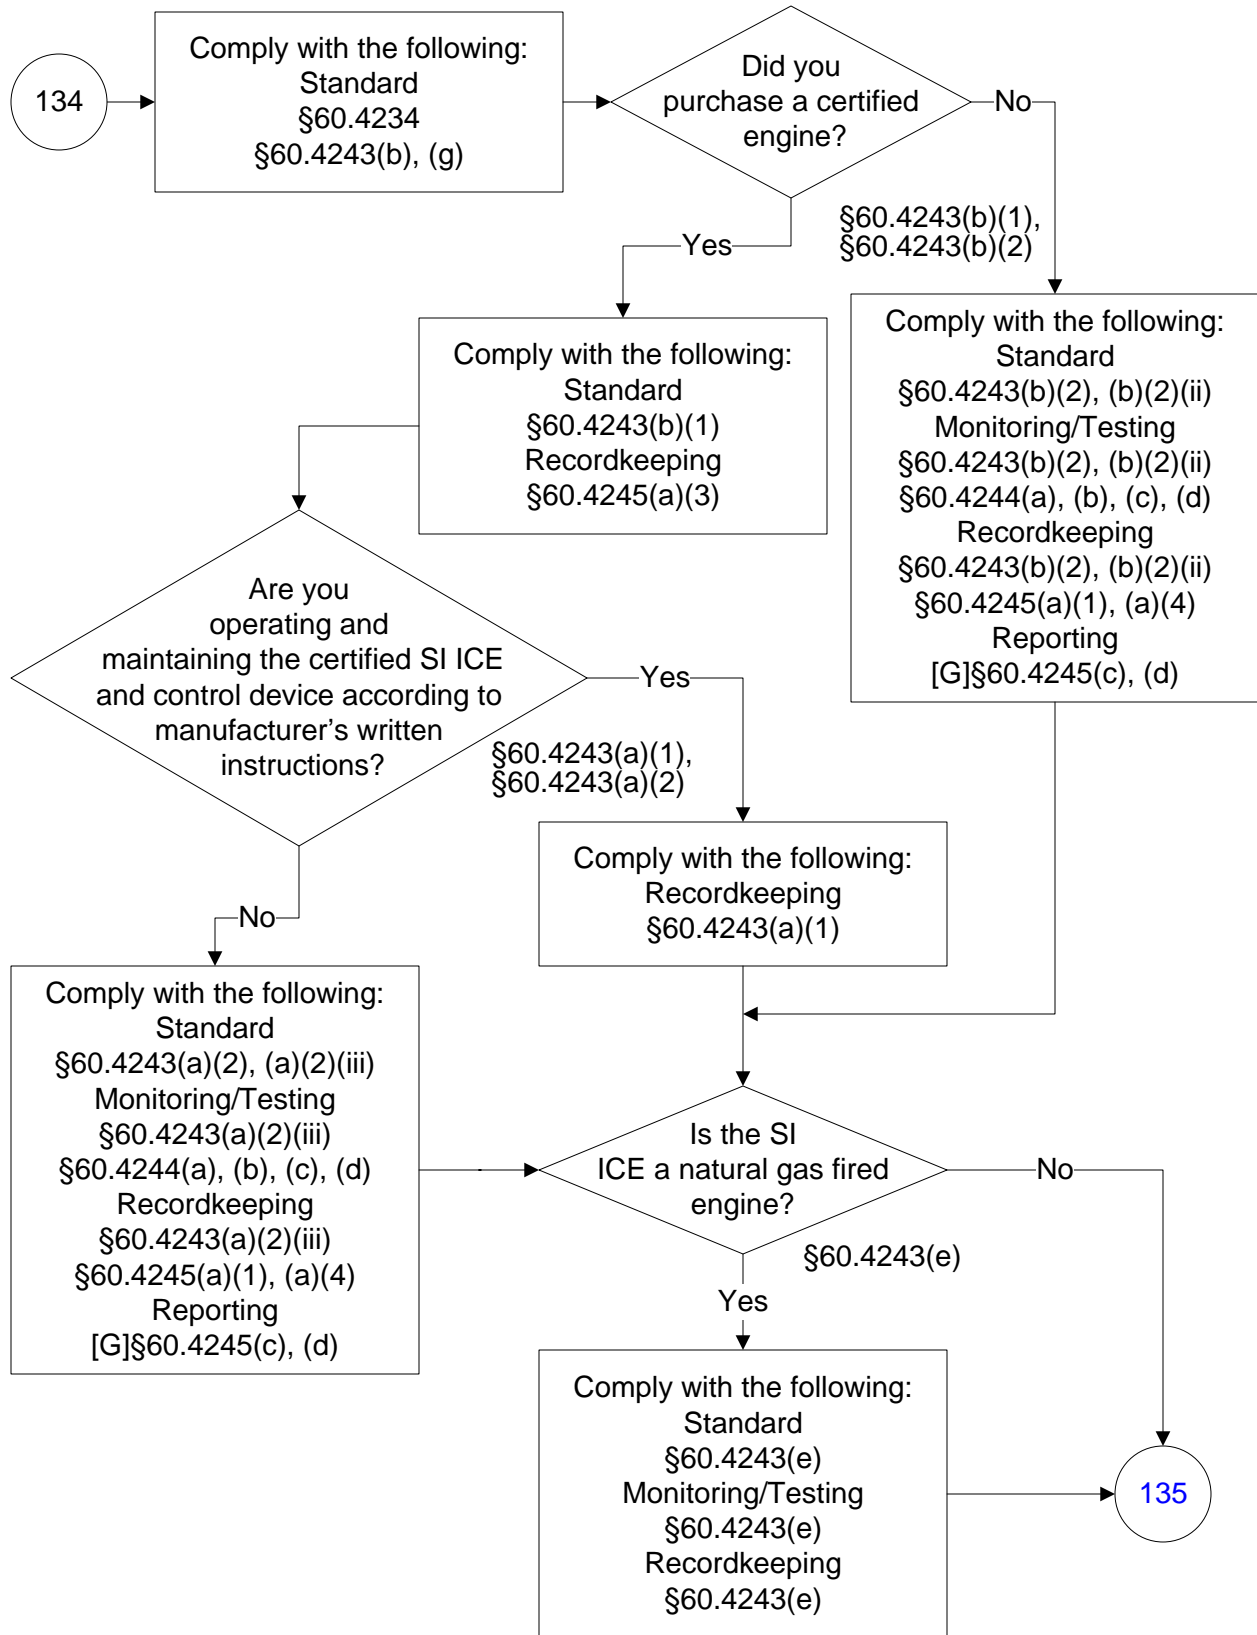 134
Comply with the following:
Standard
§60.4234
§60.4243(b), (g)
Did you
purchase a certified
engine?
No
Yes
§60.4243(b)(1),
§60.4243(b)(2)
Comply with the following:
Standard
§60.4243(b)(1)
Recordkeeping
§60.4245(a)(3)
Comply with the following:
Standard
§60.4243(b)(2), (b)(2)(ii)
Monitoring/Testing
§60.4243(b)(2), (b)(2)(ii)
§60.4244(a), (b), (c), (d)
Recordkeeping
§60.4243(b)(2), (b)(2)(ii)
§60.4245(a)(1), (a)(4)
Reporting
[G]§60.4245(c), (d)
Are you
operating and
maintaining the certified SI ICE
and control device according to
manufacturer’s written
instructions?
Yes
§60.4243(a)(1),
§60.4243(a)(2)
No
Comply with the following:
Recordkeeping
§60.4243(a)(1)
Comply with the following:
Standard
§60.4243(a)(2), (a)(2)(iii)
Monitoring/Testing
§60.4243(a)(2)(iii)
§60.4244(a), (b), (c), (d)
Recordkeeping
§60.4243(a)(2)(iii)
§60.4245(a)(1), (a)(4)
Reporting
[G]§60.4245(c), (d)
Is the SI
ICE a natural gas fired
engine?
No
§60.4243(e)
Yes
Comply with the following:
Standard
§60.4243(e)
Monitoring/Testing
§60.4243(e)
Recordkeeping
§60.4243(e)
135